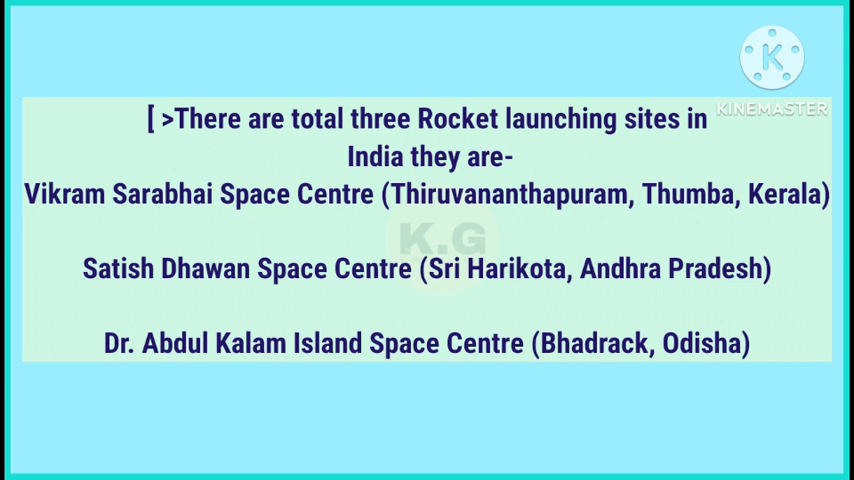 [ >There are total three Rocket launching sites in
India they are-
Vikram Sarabhai Space Centre (Thiruvananthapuram, Thumba, Kerala)
Satish Dhawan Space Centre (Sri Harikota, Andhra Pradesh)
Dr. Abdul Kalam Island Space Centre (Bhadrack, Odisha)
K
KINEMASTER
K.G